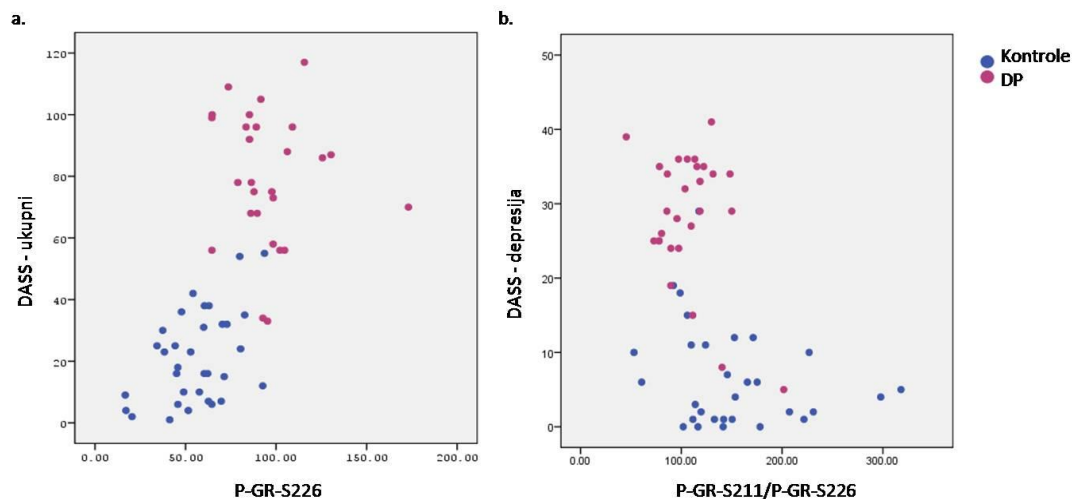 a.
DASS - ukupni
120
100
80
60
40
20
0
0.00 50.00 100.00 150.00 200.00
P-GR-S226
b.
DASS - depresija
50
40
30
20
10
0
0.00 100.00 200.00 300.00
P-GR-S211/P-GR-S226
Kontrole
DP